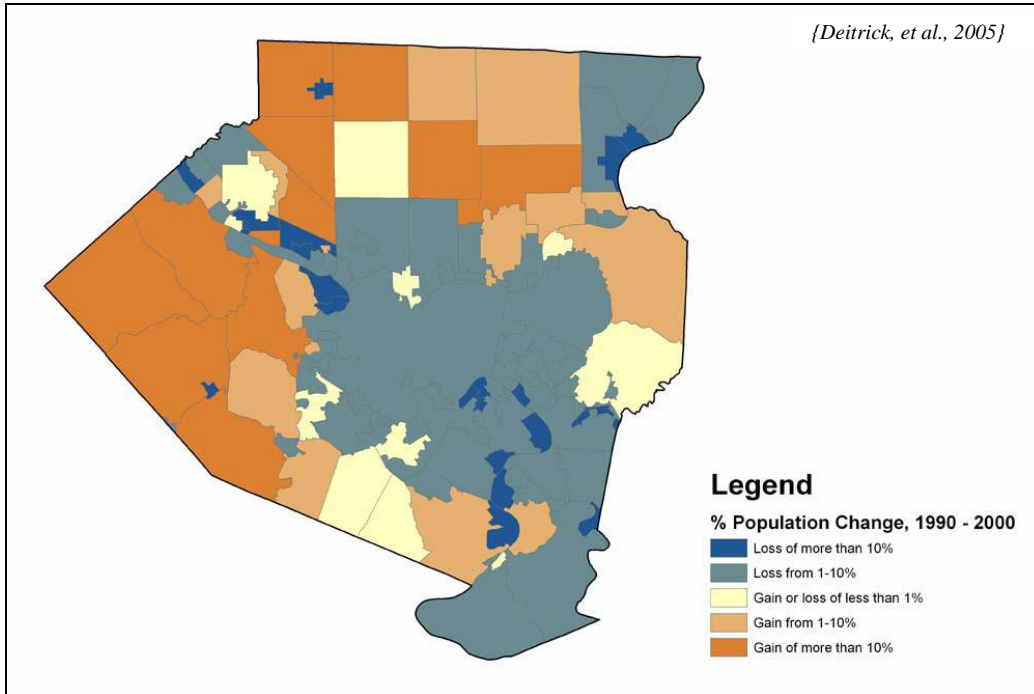 {Deitrick, et al., 2005}
Legend
% Population Change, 1990 - 2000
Loss of more than 10%
Loss from 1-10%
Gain or loss of less than 1%
Gain from 1-10%
Gain of more than 10%